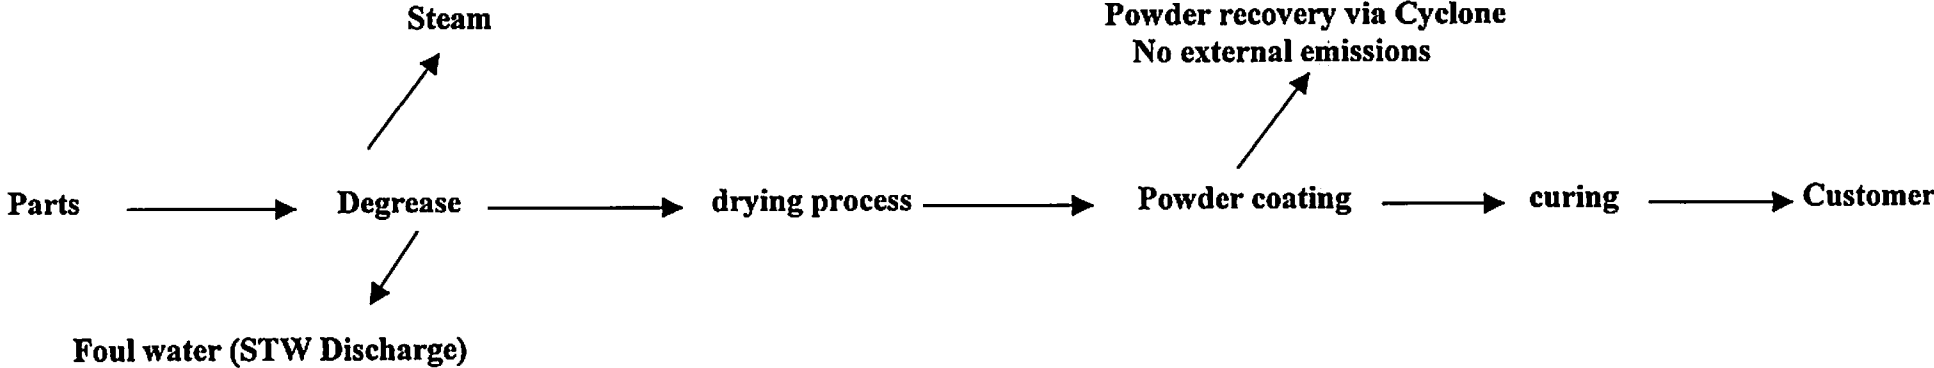 Steam
Powder recovery via Cyclone
No external emissions
Parts
Degrease
drying process
Powder coating
curing
Customer
Foul water (STW Discharge)